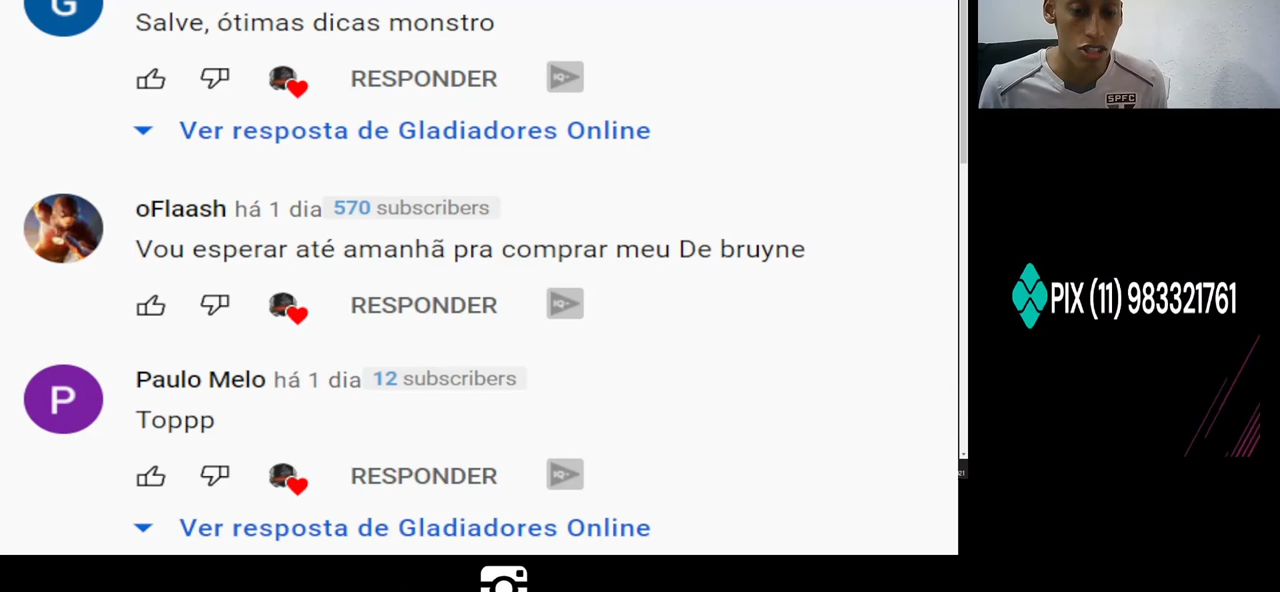 G
Salve, ótimas dicas monstro
RESPONDER
Ver resposta de Gladiadores Online
oFlaash há 1 dia 570 subscribers
Vou esperar até amanhã pra comprar meu De bruyne
RESPONDER
Paulo Melo há 1 dia 12 subscribers
P
Toppp
RESPONDER
Ver resposta de Gladiadores Online
SPFC
PIX (11) 983321761